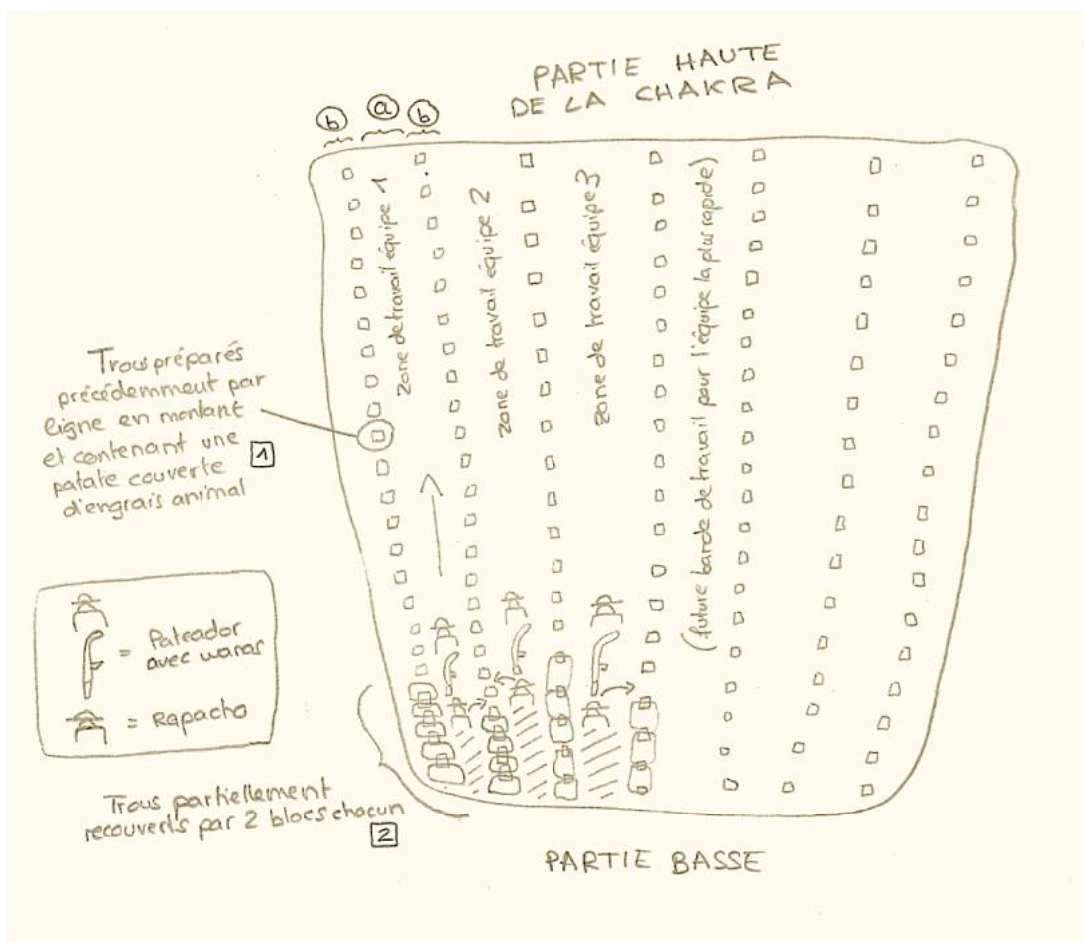 PARTIE HAUTE
DE LA CHAKRA
b
a
b
zone de travail équipe 1
zone de travail équipe 2
zone de travail équipe 3
(future bande de travail pour l'équipe la plus rapide)
Trous préparés
précédemment par
ligne en montant
et contenant une
patate couverte
d'engrais animal
1
= Pateador
avec waras
= Rapacho
Trous partiellement
recouverts par 2 blocs chacun
2
PARTIE BASSE